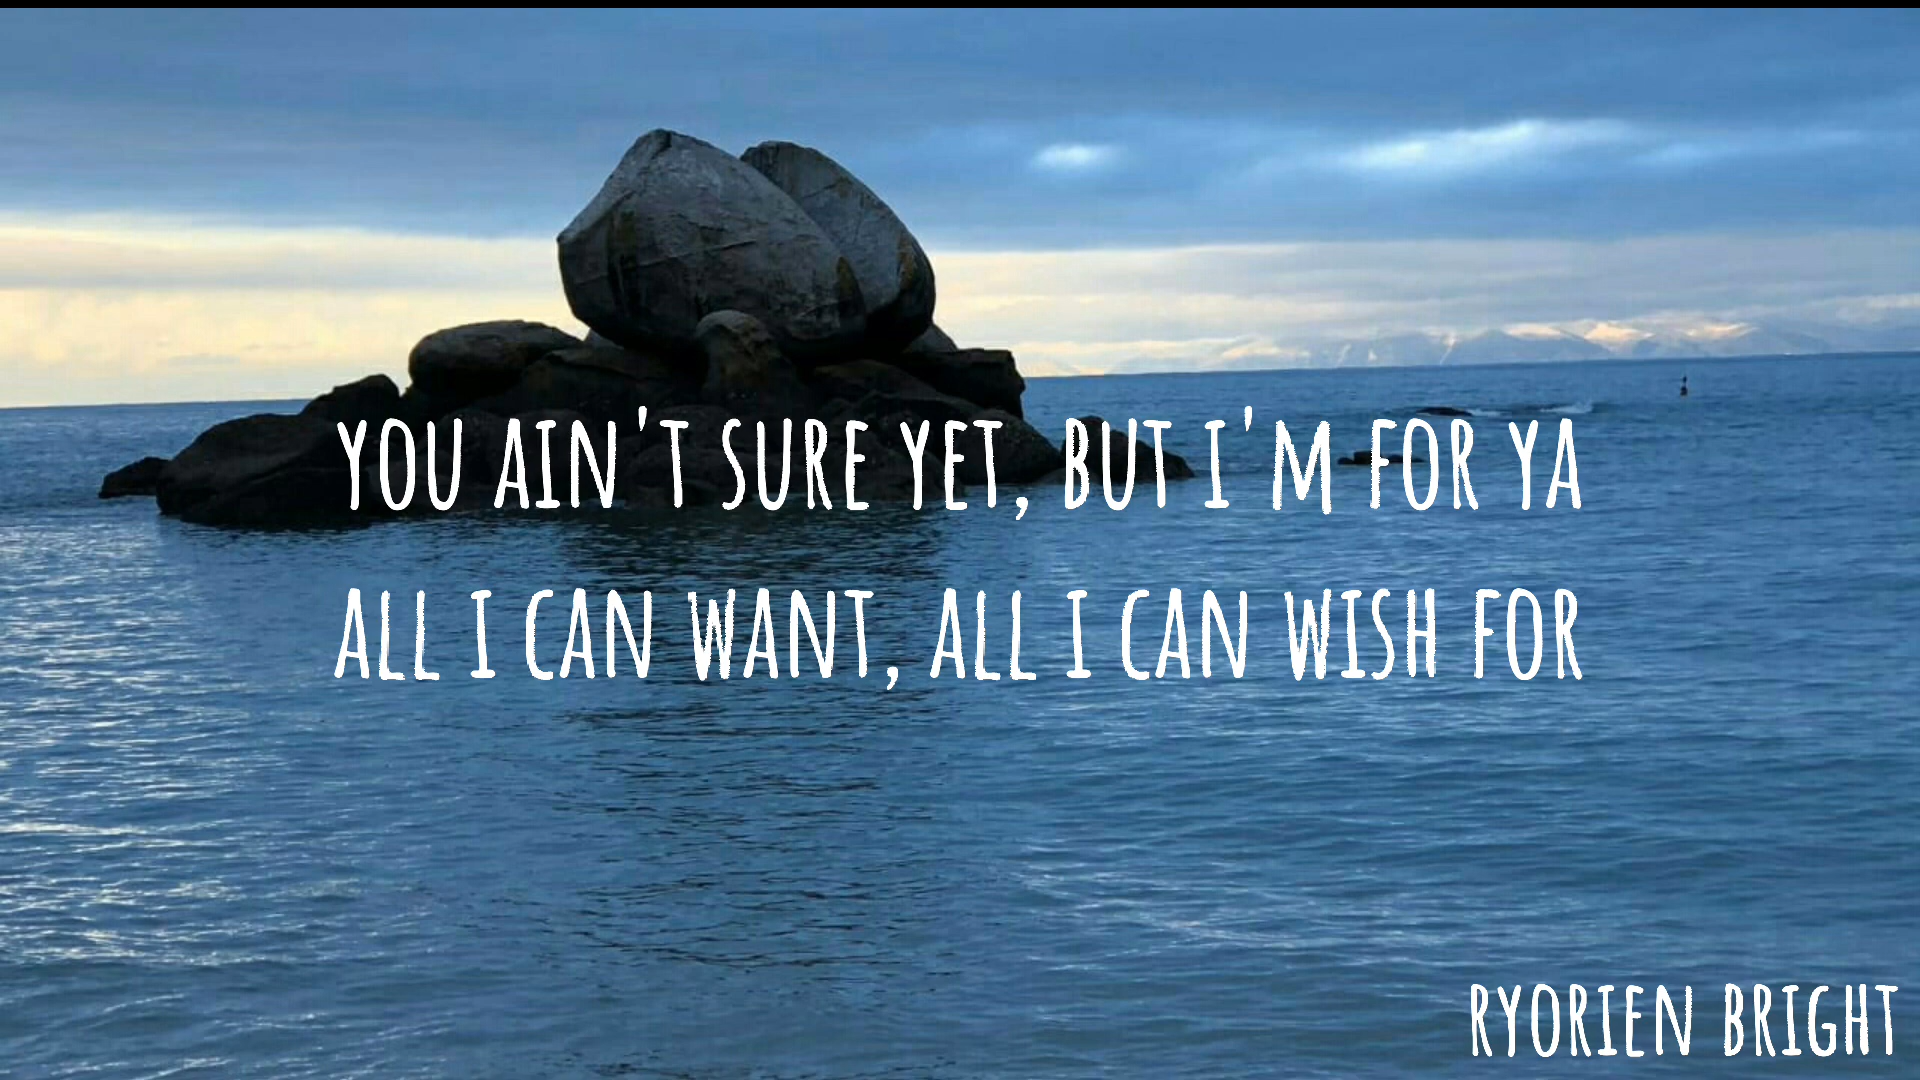 YOU AIN'T SURE YET, BUT I'M FOR YA
ALL I CAN WANT, ALL I CAN WISH FOR
RYORIEN BRIGHT